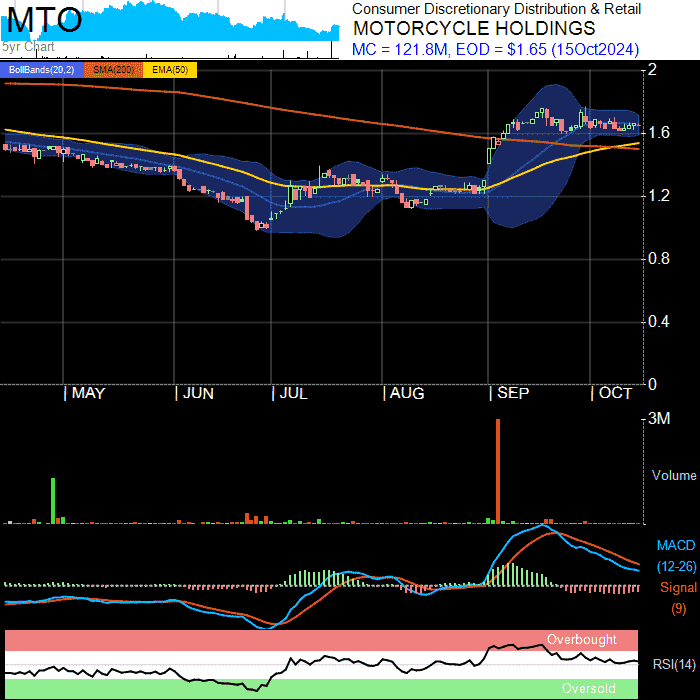 MTO
5yr Chart
Consumer Discretionary Distribution & Retail
MOTORCYCLE HOLDINGS
MC = 121.8M, EOD = $1.65 (15Oct2024)
BollBands(20,2) SMA(200) EMA(50)
2
1.6
1.2
0.8
0.4
0
| MAY | JUN | JUL | AUG | SEP | OCT
3M
Volume
MACD
(12-26)
Signal
(9)
Overbought
RSI(14)
Oversold